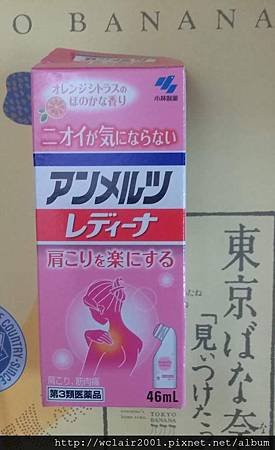 O BANANA
オレンジシトラスの
ほのかな香り
小林製薬
ニオイが気にならない
アンメルツ
レディーナ
肩こりを楽にする
肩こり、筋肉痛
第3類医薬品
46mL
東京ばな奈
「見ぃつけたっ
COUNTRY-SINCE
TOKYO
BANANA
http://wclair2001.pixnet.net/album